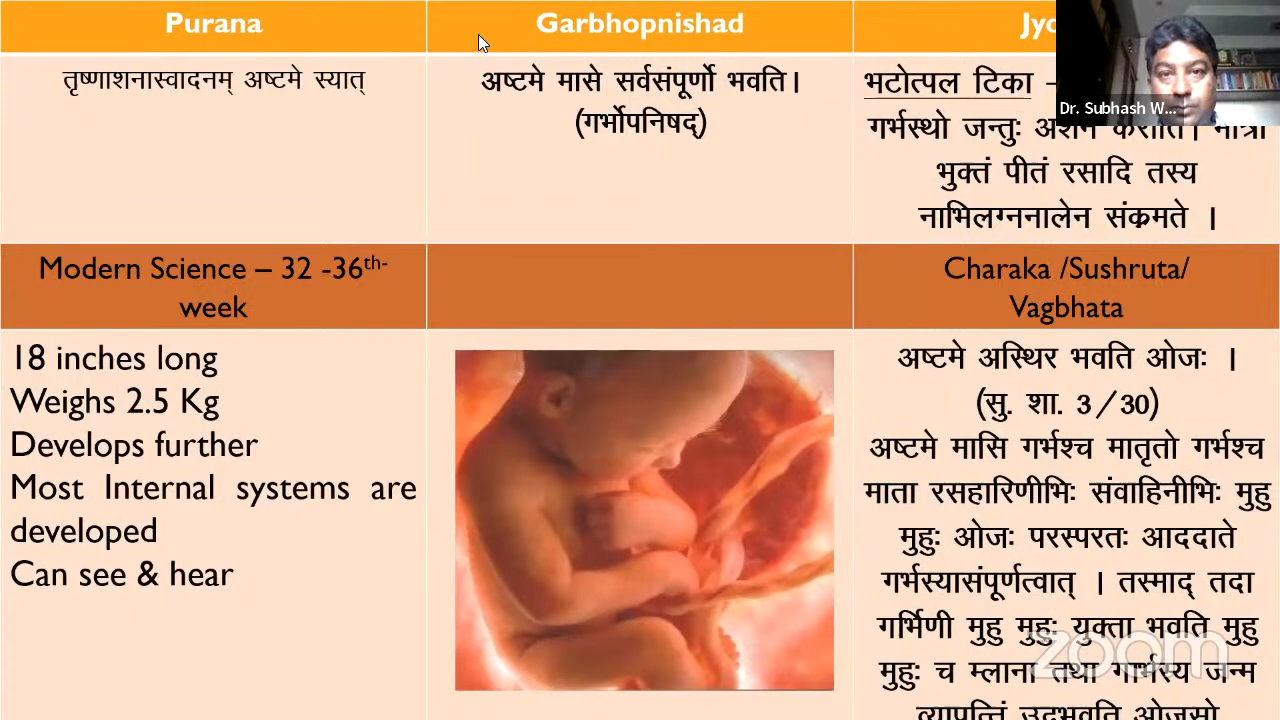 Purana
Garbhopnishad
तृष्णाशनास्वादनम् अष्टमे स्यात्
अष्टमे मासे सर्वसंपूर्णो भवति।
(गर्भोपनिषद्)
भटोत्पल टिका –
गर्भस्थो जन्तुः
भुक्तं पीतं रसादि तस्य
नाभिलग्ननालेन संक्रमते ।
Dr. Subhash W...
Modern Science – 32 -36th-
week
Charaka /Sushruta/
Vagbhata
18 inches long
Weighs 2.5 Kg
Develops further
Most Internal systems are
developed
Can see & hear
अष्टमे अस्थिर भवति ओजः ।
(सु. शा. 3/30)
अष्टमे मासि गर्भश्च मातृतो गर्भश्च
माता रसहारिणीभिः संवाहिनीभिः मुहु
मुहुः ओजः परस्परतः आददाते
गर्भस्यासंपूर्णत्वात् । तस्माद् तदा
गर्भिणी मुहु मुहुः युक्ता भवति मुहु
मुहुः च म्लाना तथा गार्भस्य जन्म
zoom